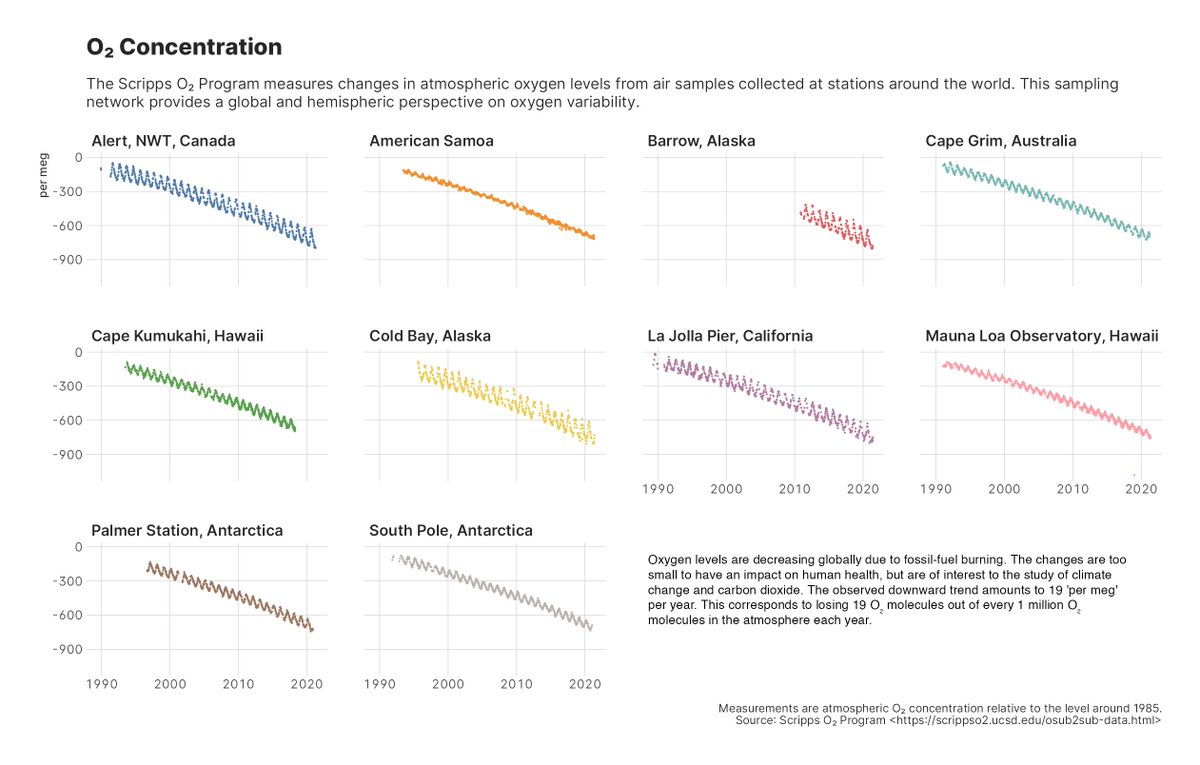 O₂ Concentration
The Scripps O₂ Program measures changes in atmospheric oxygen levels from air samples collected at stations around the world. This sampling
network provides a global and hemispheric perspective on oxygen variability.
Alert, NWT, Canada
American Samoa
Barrow, Alaska
Cape Grim, Australia
per meg
0
-300
-600
-900
Cape Kumukahi, Hawaii
Cold Bay, Alaska
La Jolla Pier, California
Mauna Loa Observatory, Hawaii
0
-300
-600
-900
1990 2000 2010 2020
1990 2000 2010 2020
Palmer Station, Antarctica
South Pole, Antarctica
0
-300
-600
-900
1990 2000 2010 2020
1990 2000 2010 2020
Oxygen levels are decreasing globally due to fossil-fuel burning. The changes are too
small to have an impact on human health, but are of interest to the study of climate
change and carbon dioxide. The observed downward trend amounts to 19 'per meg'
per year. This corresponds to losing 19 O₂ molecules out of every 1 million O₂
molecules in the atmosphere each year.
Measurements are atmospheric O₂ concentration relative to the level around 1985.
Source: Scripps O₂ Program <https://scrippso2.ucsd.edu/osub2sub-data.html>